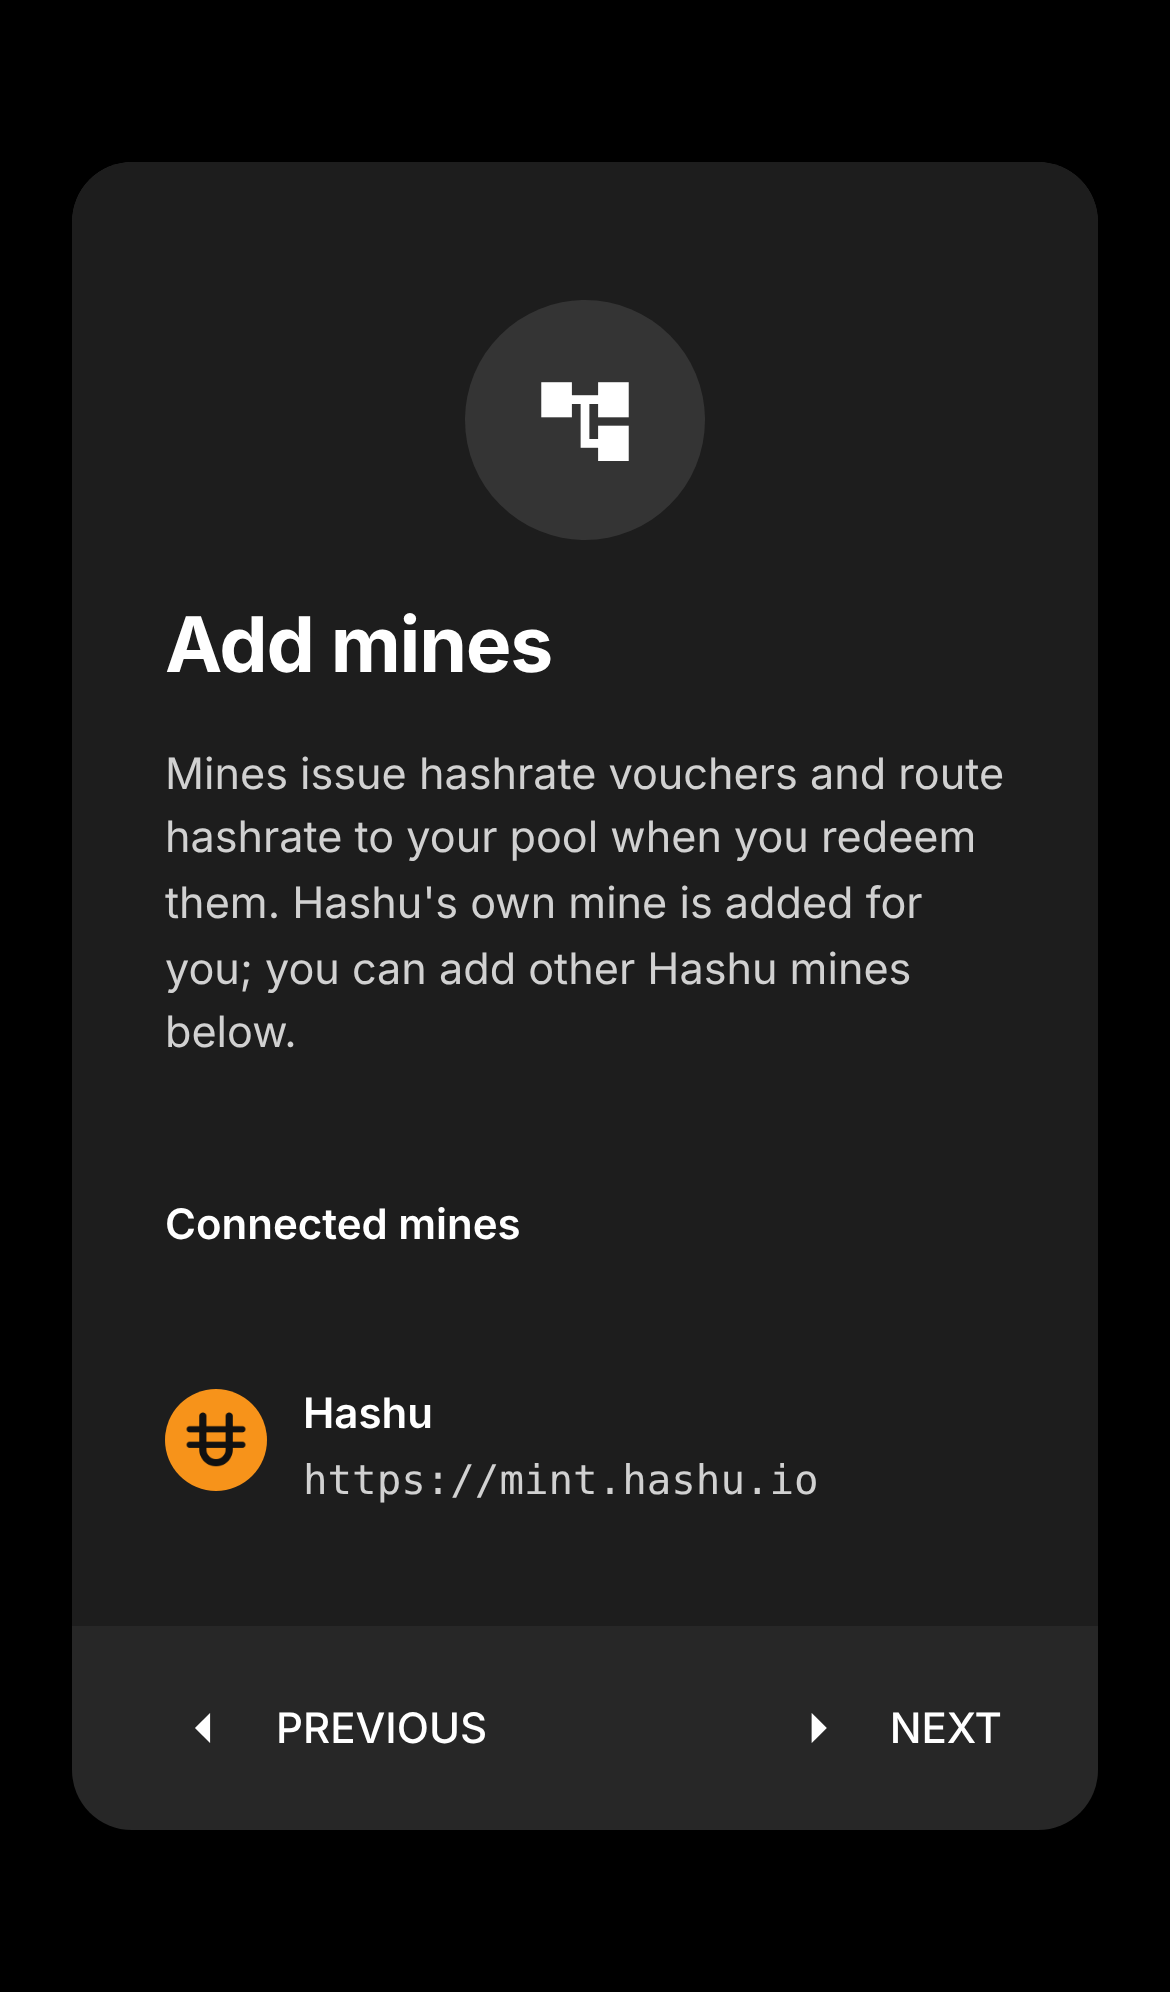 Add mines
Mines issue hashrate vouchers and route
hashrate to your pool when you redeem
them. Hashu's own mine is added for
you; you can add other Hashu mines
below.
Connected mines
Hashu
https://mint.hashu.io
PREVIOUS
NEXT